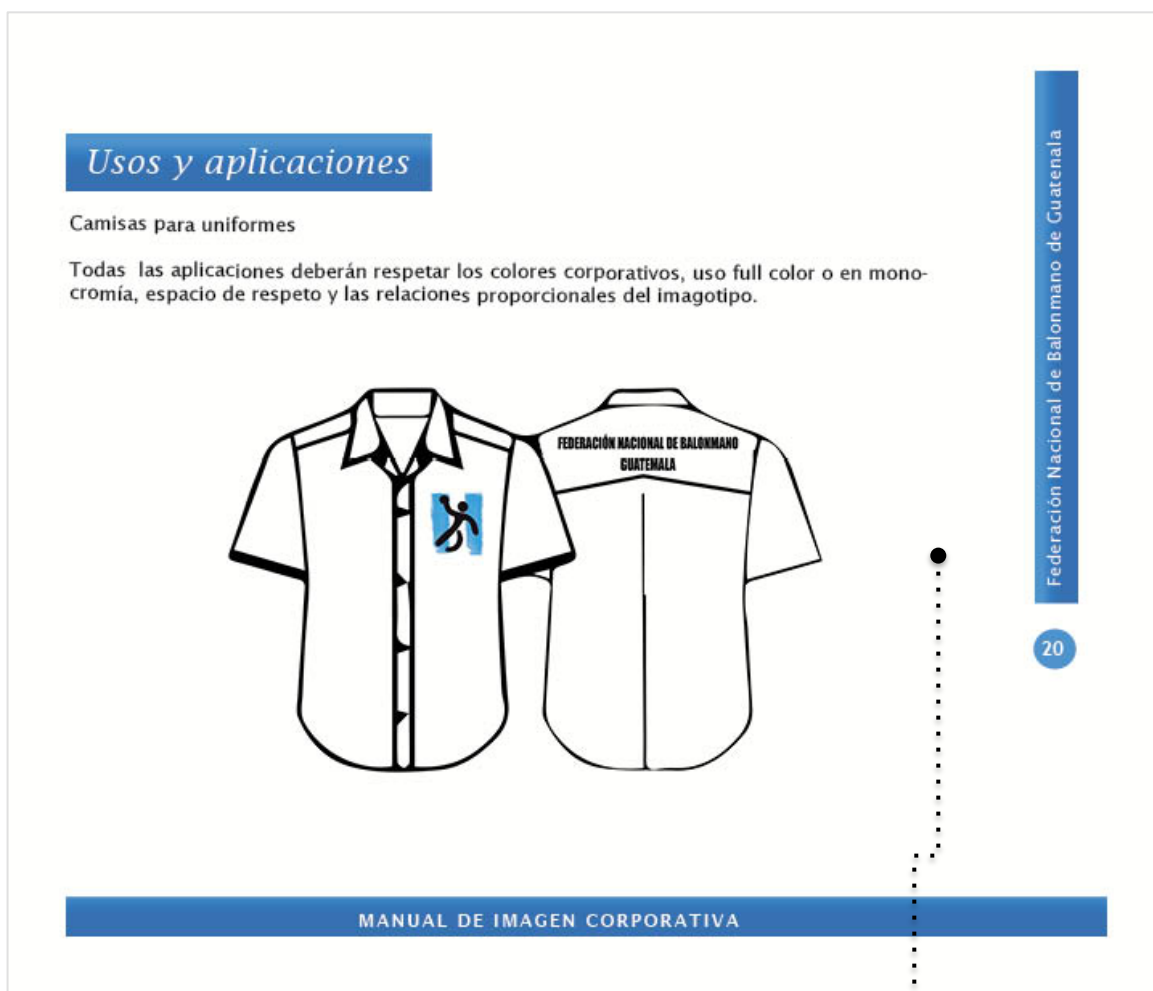 Usos y aplicaciones
Camisas para uniformes
Todas las aplicaciones deberán respetar los colores corporativos, uso full color o en mono-
cromía, espacio de respeto y las relaciones proporcionales del imagotipo.
FEDERACIÓN NACIONAL DE BALONMANO
GUATEMALA
Federación Nacional de Balonmano de Guatenala
20
MANUAL DE IMAGEN CORPORATIVA